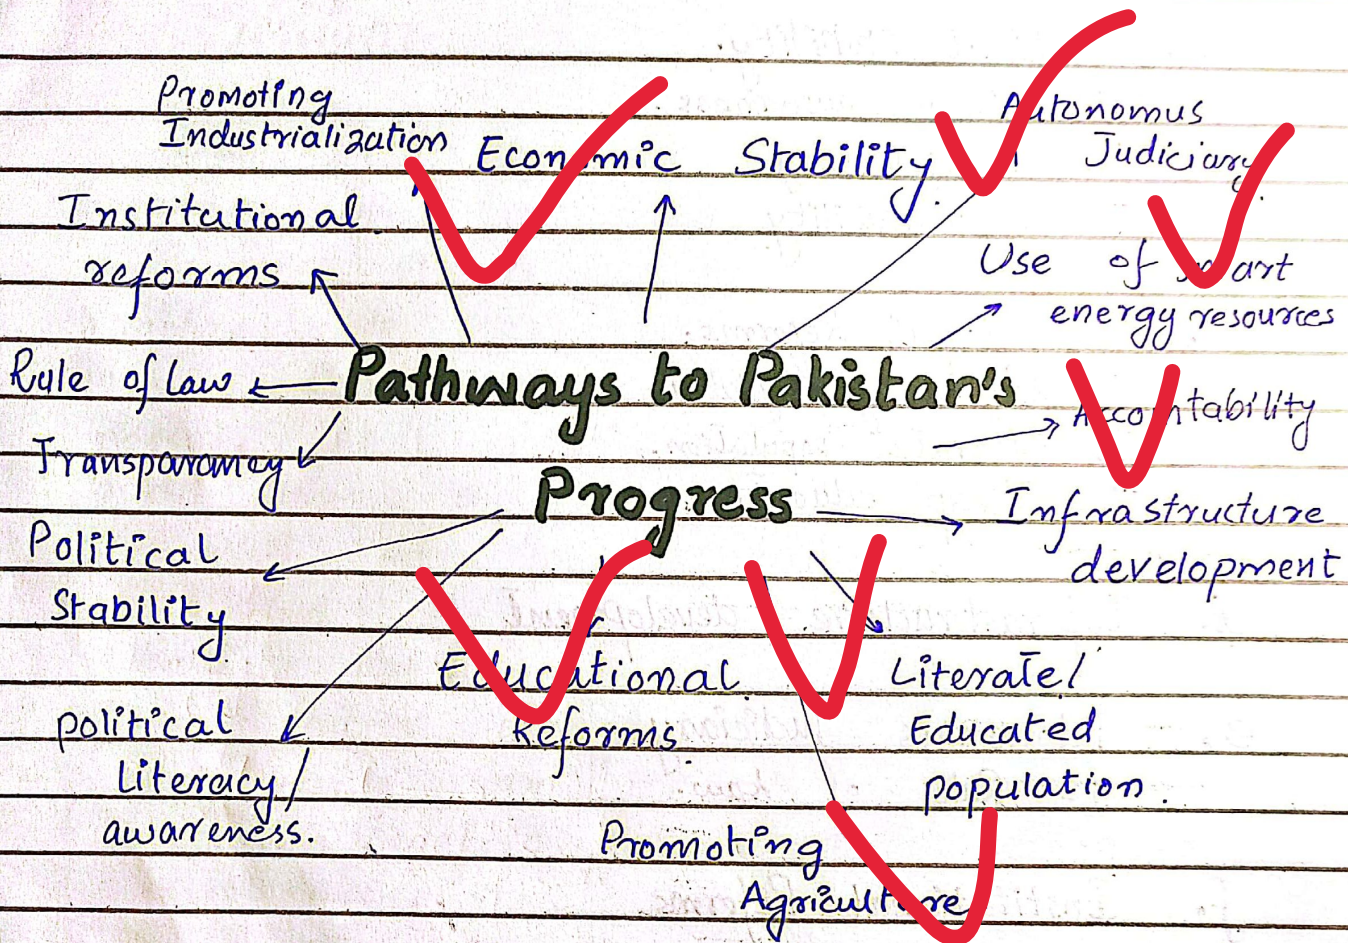 Promoting
Industrialization
Economic Stability.
Autonomus
Judiciary.
Institutional
reforms
Use of smart
energy resources
Rule of law
Pathways to Pakistan's
Accountability
Transparancy
Progress
Infrastructure
development
Political
Stability
Educational
Reforms.
Literate/
Educated
population.
political
Literacy/
awareness.
Promoting
Agriculture